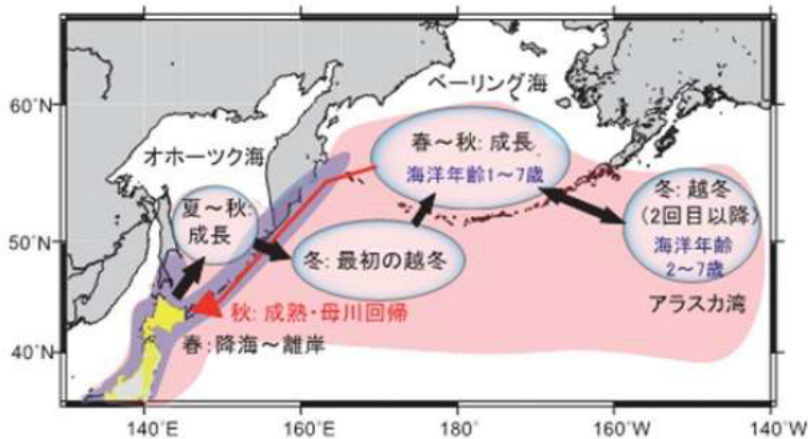 ベーリング海
60°N
春～秋: 成長
海洋年齢1～7歳
オホーツク海
冬: 越冬
(2回目以降)
海洋年齢
2～7歳
夏～秋:
成長
50°N
冬: 最初の越冬
アラスカ湾
秋: 成熟・母川回帰
春:降海～離岸
40°N
140°E
160°E
180°
160°W
140°W